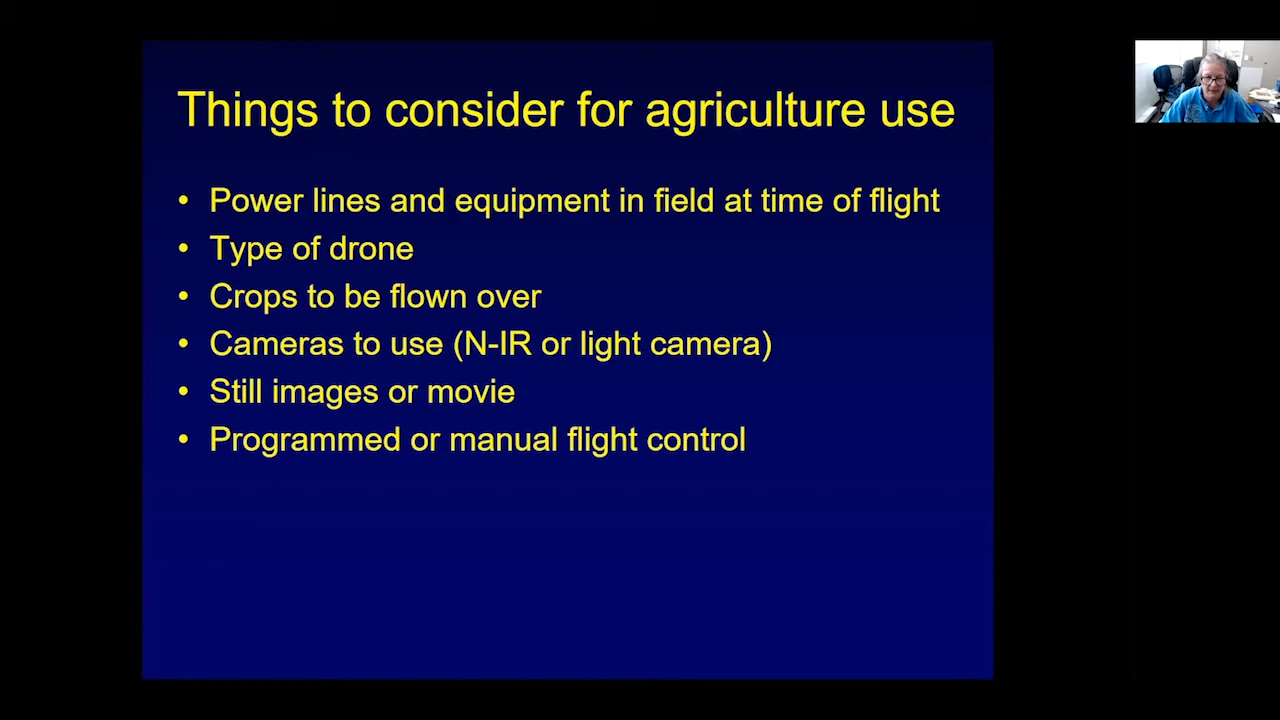 Things to consider for agriculture use
• Power lines and equipment in field at time of flight
• Type of drone
• Crops to be flown over
• Cameras to use (N-IR or light camera)
• Still images or movie
• Programmed or manual flight control